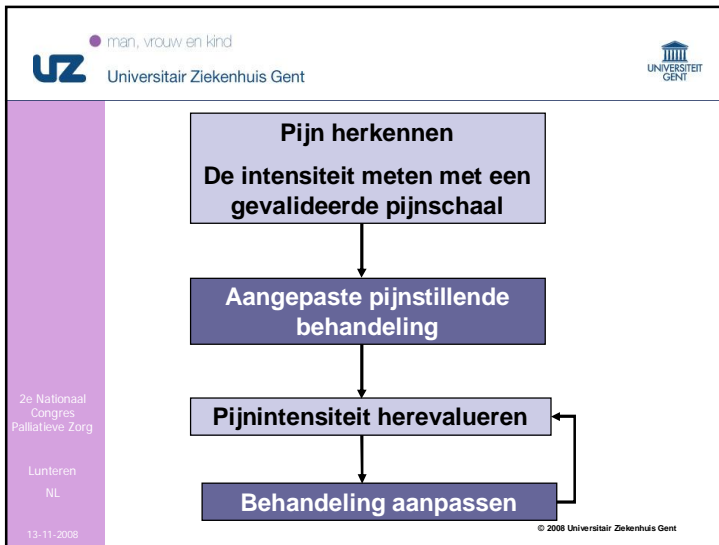 man, vrouw en kind
UZ
Universitair Ziekenhuis Gent
UNIVERSITEIT
GENT
Pijn herkennen
De intensiteit meten met een
gevalideerde pijnschaal
Aangepaste pijnstillende
behandeling
Pijnintensiteit herevalueren
Behandeling aanpassen
2e Nationaal
Congres
Palliatieve Zorg
Lunteren
NL
13-11-2008
© 2008 Universitair Ziekenhuis Gent